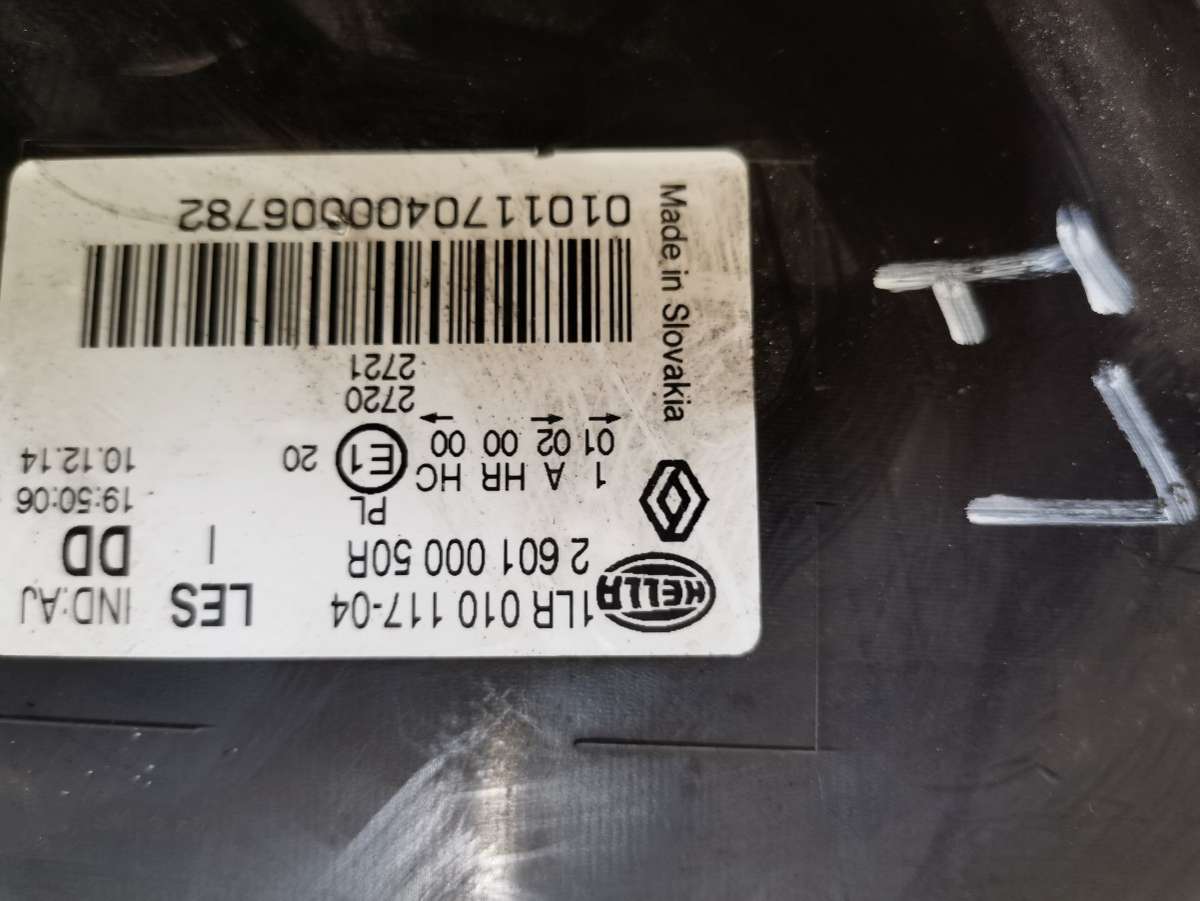 HELLA 1LR 010 117-04 LES IND:AJ
2 601 000 50R I DD
PL 19:50:06
1 A HR HC E1 20 10.12.14
01 02 00 00
→ → ←
2720
2721
0101170400006782
Made in Slovakia